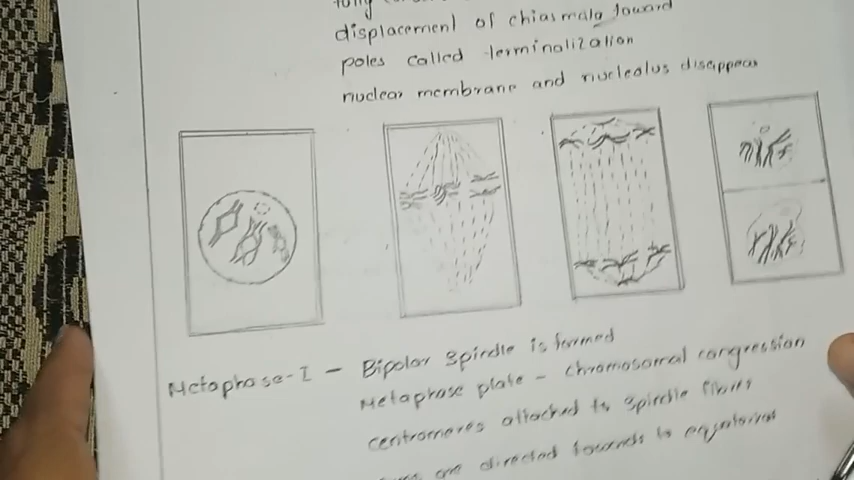 displacement of chiasmata toward
poles called terminalization
nuclear membrane and nucleolus disappear
Metaphase-I - Bipolar spindle is formed
Metaphase plate - chromosomal congression
centromeres attached to spindle fibres
are directed towards to equatorial